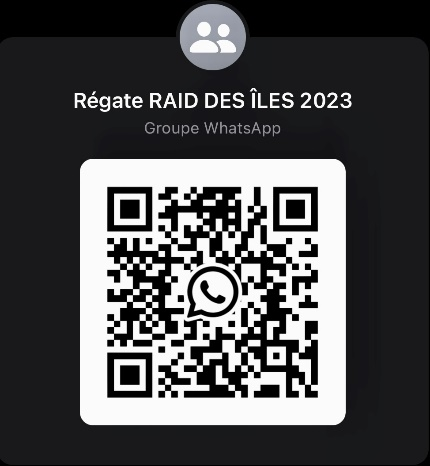 Régate RAID DES ÎLES 2023
Groupe WhatsApp